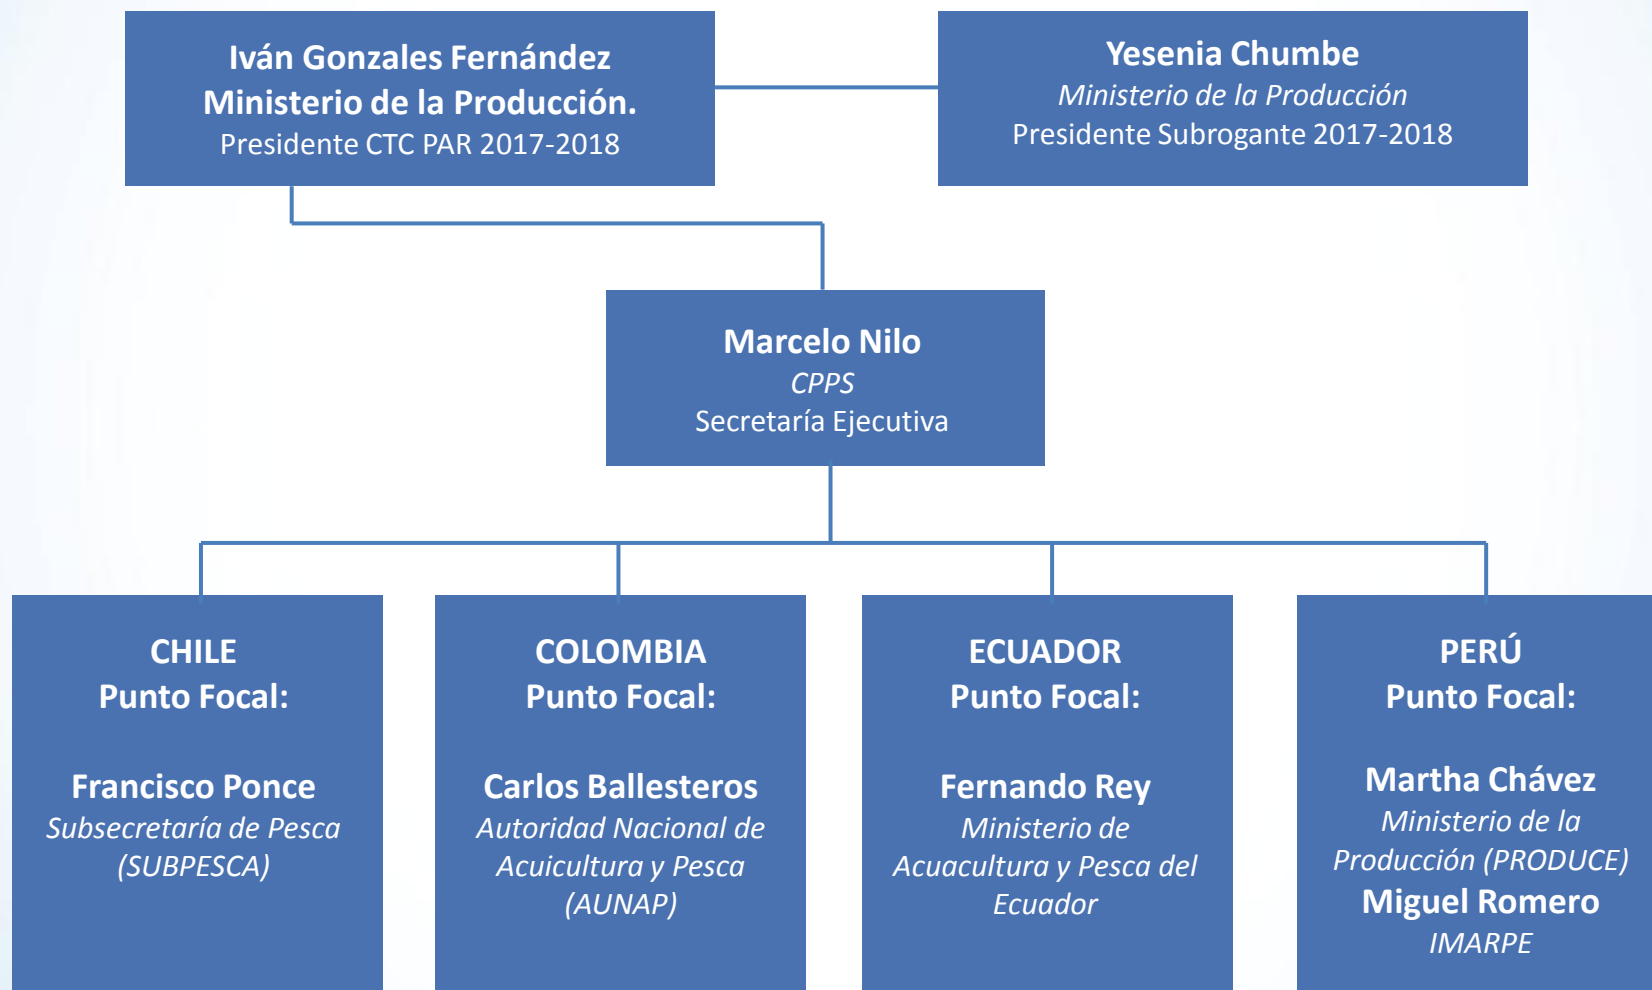 Iván Gonzales Fernández
Ministerio de la Producción.
Presidente CTC PAR 2017-2018
Yesenia Chumbe
Ministerio de la Producción
Presidente Subrogante 2017-2018
Marcelo Nilo
CPPS
Secretaría Ejecutiva
CHILE
Punto Focal:
Francisco Ponce
Subsecretaría de Pesca
(SUBPESCA)
COLOMBIA
Punto Focal:
Carlos Ballesteros
Autoridad Nacional de
Acuicultura y Pesca
(AUNAP)
ECUADOR
Punto Focal:
Fernando Rey
Ministerio de
Acuacultura y Pesca del
Ecuador
PERÚ
Punto Focal:
Martha Chávez
Ministerio de la
Producción (PRODUCE)
Miguel Romero
IMARPE